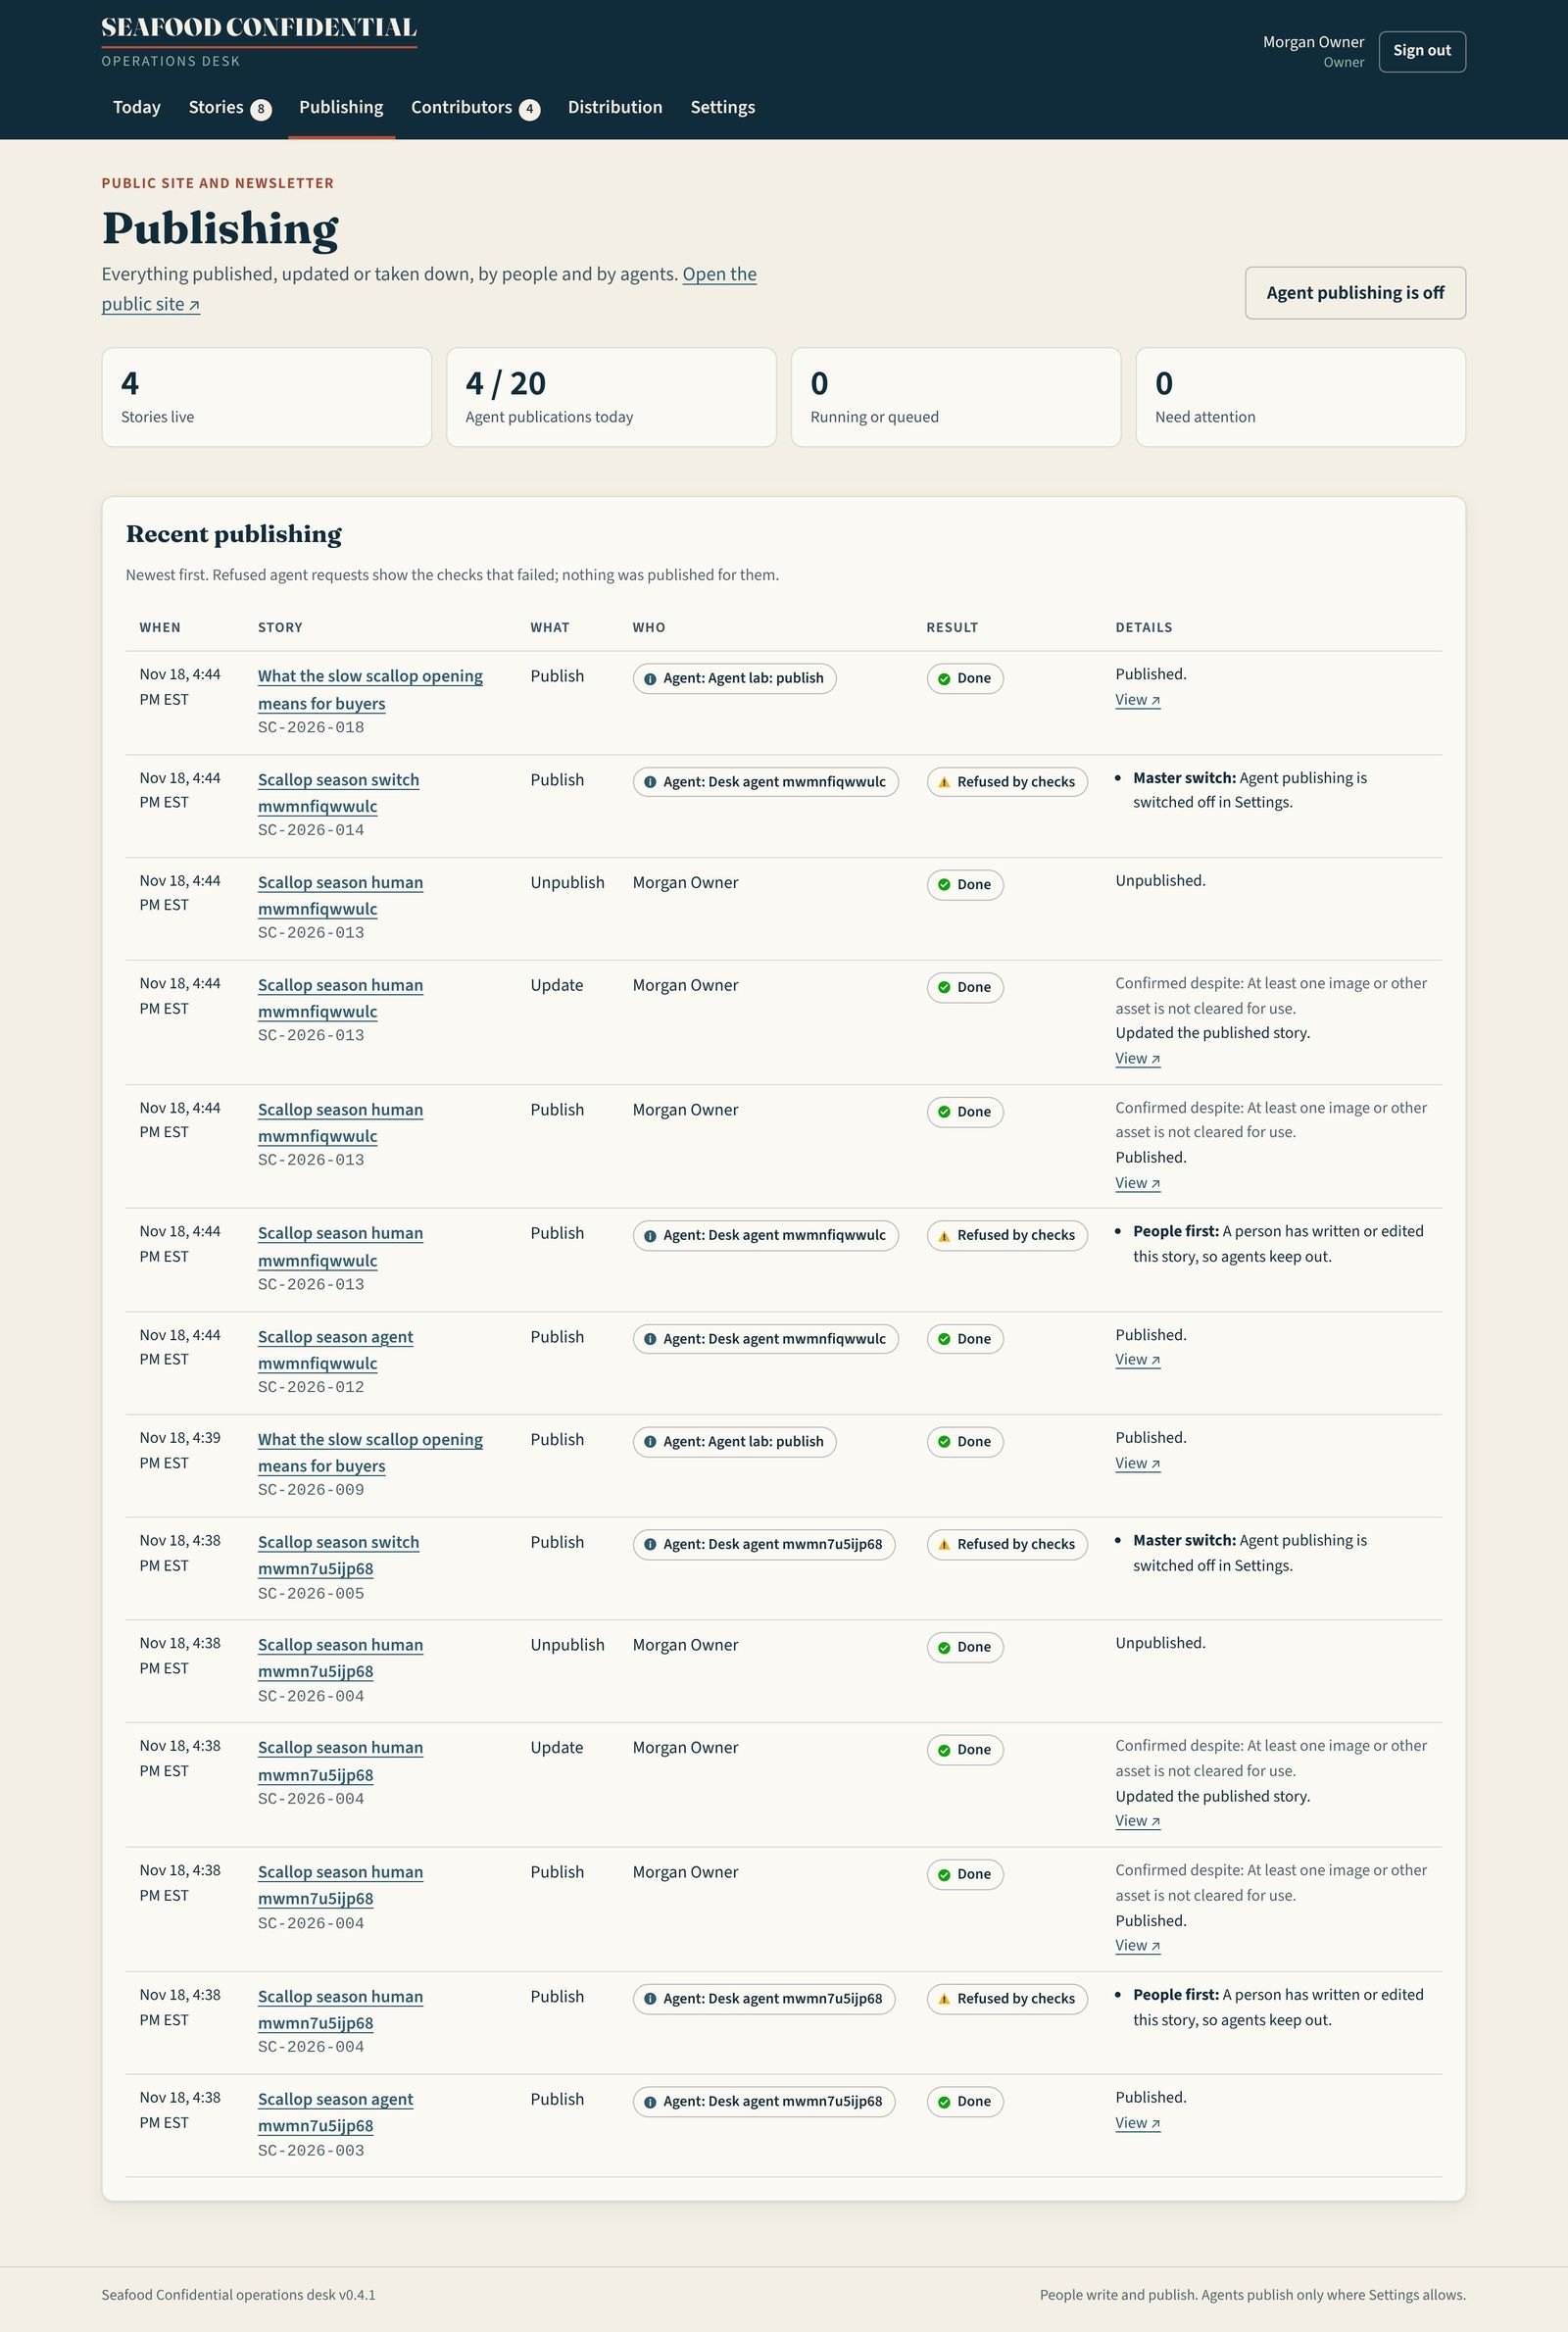 SEAFOOD CONFIDENTIAL
OPERATIONS DESK
Morgan Owner
Owner
Sign out
Today
Stories 8
Publishing
Contributors 4
Distribution
Settings
PUBLIC SITE AND NEWSLETTER
Publishing
Everything published, updated or taken down, by people and by agents. Open the
public site ↗
Agent publishing is off
4
Stories live
4 / 20
Agent publications today
0
Running or queued
0
Need attention
Recent publishing
Newest first. Refused agent requests show the checks that failed; nothing was published for them.
WHEN STORY WHAT WHO RESULT DETAILS
Nov 18, 4:44
PM EST
What the slow scallop opening
means for buyers
SC-2026-018
Publish
Agent: Agent lab: publish
Done
Published.
View ↗
Nov 18, 4:44
PM EST
Scallop season switch
mwmnfiqwwulc
SC-2026-014
Publish
Agent: Desk agent mwmnfiqwwulc
Refused by checks
• Master switch: Agent publishing is
switched off in Settings.
Nov 18, 4:44
PM EST
Scallop season human
mwmnfiqwwulc
SC-2026-013
Unpublish
Morgan Owner
Done
Unpublished.
Nov 18, 4:44
PM EST
Scallop season human
mwmnfiqwwulc
SC-2026-013
Update
Morgan Owner
Done
Confirmed despite: At least one image or other
asset is not cleared for use.
Updated the published story.
View ↗
Nov 18, 4:44
PM EST
Scallop season human
mwmnfiqwwulc
SC-2026-013
Publish
Morgan Owner
Done
Confirmed despite: At least one image or other
asset is not cleared for use.
Published.
View ↗
Nov 18, 4:44
PM EST
Scallop season human
mwmnfiqwwulc
SC-2026-013
Publish
Agent: Desk agent mwmnfiqwwulc
Refused by checks
• People first: A person has written or edited
this story, so agents keep out.
Nov 18, 4:44
PM EST
Scallop season agent
mwmnfiqwwulc
SC-2026-012
Publish
Agent: Desk agent mwmnfiqwwulc
Done
Published.
View ↗
Nov 18, 4:39
PM EST
What the slow scallop opening
means for buyers
SC-2026-009
Publish
Agent: Agent lab: publish
Done
Published.
View ↗
Nov 18, 4:38
PM EST
Scallop season switch
mwmn7u5ijp68
SC-2026-005
Publish
Agent: Desk agent mwmn7u5ijp68
Refused by checks
• Master switch: Agent publishing is
switched off in Settings.
Nov 18, 4:38
PM EST
Scallop season human
mwmn7u5ijp68
SC-2026-004
Unpublish
Morgan Owner
Done
Unpublished.
Nov 18, 4:38
PM EST
Scallop season human
mwmn7u5ijp68
SC-2026-004
Update
Morgan Owner
Done
Confirmed despite: At least one image or other
asset is not cleared for use.
Updated the published story.
View ↗
Nov 18, 4:38
PM EST
Scallop season human
mwmn7u5ijp68
SC-2026-004
Publish
Morgan Owner
Done
Confirmed despite: At least one image or other
asset is not cleared for use.
Published.
View ↗
Nov 18, 4:38
PM EST
Scallop season human
mwmn7u5ijp68
SC-2026-004
Publish
Agent: Desk agent mwmn7u5ijp68
Refused by checks
• People first: A person has written or edited
this story, so agents keep out.
Nov 18, 4:38
PM EST
Scallop season agent
mwmn7u5ijp68
SC-2026-003
Publish
Agent: Desk agent mwmn7u5ijp68
Done
Published.
View ↗
Seafood Confidential operations desk v0.4.1
People write and publish. Agents publish only where Settings allows.